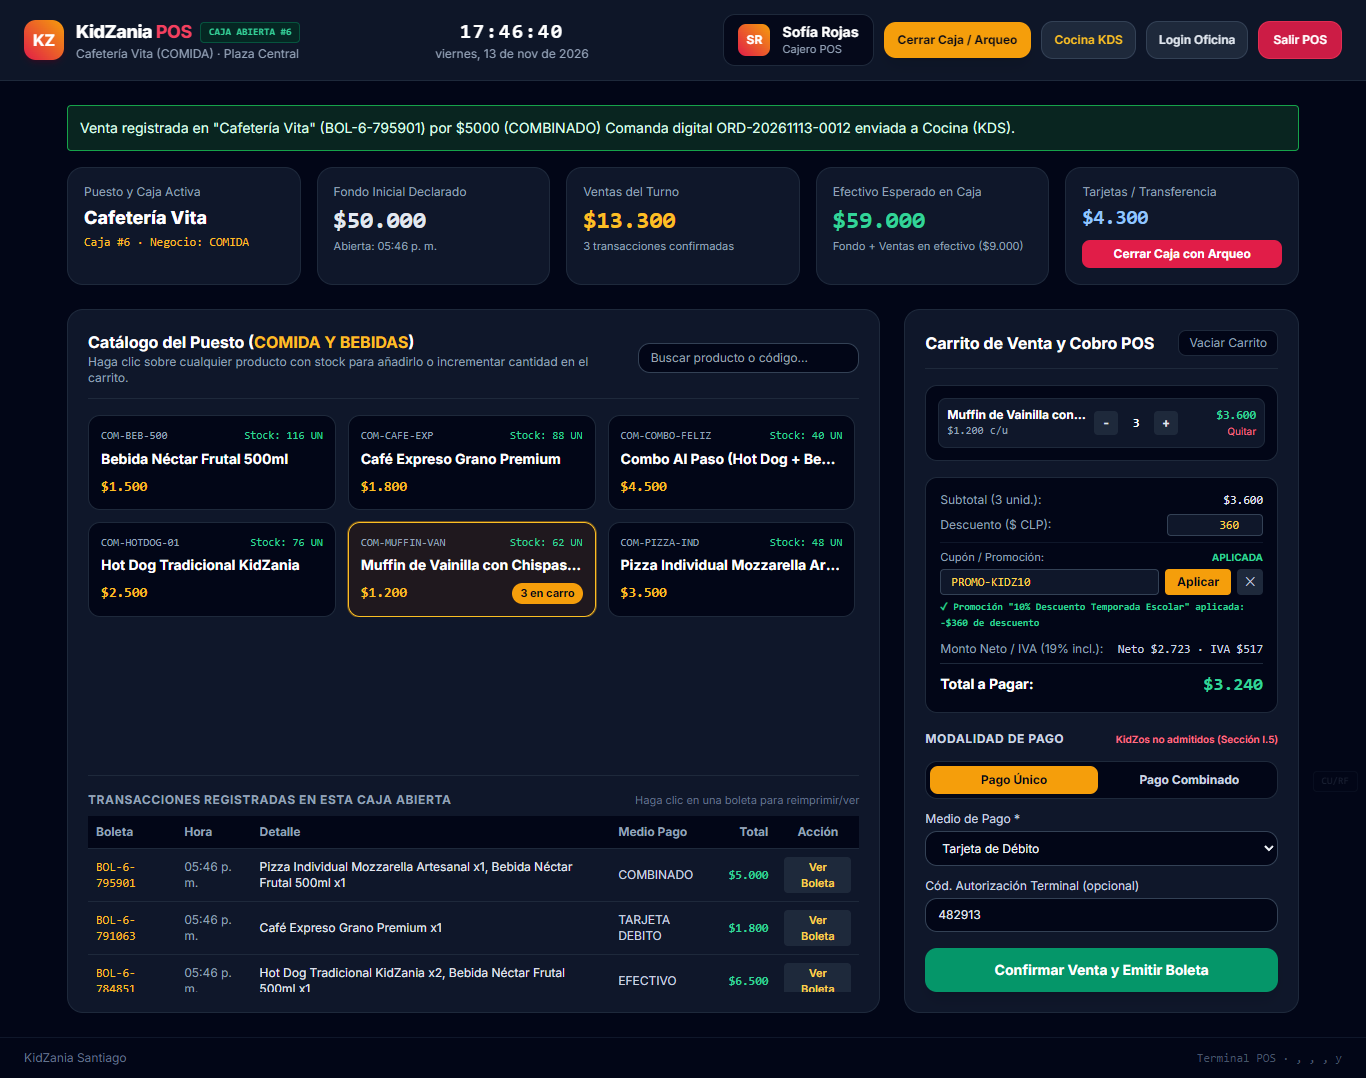 KZ
KidZania POS
CAJA ABIERTA #6
Cafetería Vita (COMIDA) · Plaza Central
17:46:40
viernes, 13 de nov de 2026
SR
Sofía Rojas
Cajero POS
Cerrar Caja / Arqueo
Cocina KDS
Login Oficina
Salir POS
Venta registrada en "Cafetería Vita" (BOL-6-795901) por $5000 (COMBINADO) Comanda digital ORD-20261113-0012 enviada a Cocina (KDS).
Puesto y Caja Activa
Cafetería Vita
Caja #6 · Negocio: COMIDA
Fondo Inicial Declarado
$50.000
Abierta: 05:46 p. m.
Ventas del Turno
$13.300
3 transacciones confirmadas
Efectivo Esperado en Caja
$59.000
Fondo + Ventas en efectivo ($9.000)
Tarjetas / Transferencia
$4.300
Cerrar Caja con Arqueo
Catálogo del Puesto (COMIDA Y BEBIDAS)
Haga clic sobre cualquier producto con stock para añadirlo o incrementar cantidad en el
carrito.
Buscar producto o código...
COM-BEB-500
Stock: 116 UN
Bebida Néctar Frutal 500ml
$1.500
COM-CAFE-EXP
Stock: 88 UN
Café Expreso Grano Premium
$1.800
COM-COMBO-FELIZ
Stock: 40 UN
Combo Al Paso (Hot Dog + Be...
$4.500
COM-HOTDOG-01
Stock: 76 UN
Hot Dog Tradicional KidZania
$2.500
COM-MUFFIN-VAN
Stock: 62 UN
Muffin de Vainilla con Chispas...
$1.200
3 en carro
COM-PIZZA-IND
Stock: 48 UN
Pizza Individual Mozzarella Ar...
$3.500
TRANSACCIONES REGISTRADAS EN ESTA CAJA ABIERTA
Haga clic en una boleta para reimprimir/ver
Boleta Hora Detalle Medio Pago Total Acción
BOL-6-
795901
05:46 p.
m.
Pizza Individual Mozzarella Artesanal x1, Bebida Néctar
Frutal 500ml x1
COMBINADO
$5.000
Ver
Boleta
BOL-6-
791063
05:46 p.
m.
Café Expreso Grano Premium x1
TARJETA
DEBITO
$1.800
Ver
Boleta
BOL-6-
784851
05:46 p.
m.
Hot Dog Tradicional KidZania x2, Bebida Néctar Frutal
500ml x1
EFECTIVO
$6.500
Ver
Boleta
Carrito de Venta y Cobro POS
Vaciar Carrito
Muffin de Vainilla con...
$1.200 c/u
- 3 +
$3.600
Quitar
Subtotal (3 unid.):
$3.600
Descuento ($ CLP):
360
Cupón / Promoción:
APLICADA
PROMO-KIDZ10
Aplicar
✓ Promoción "10% Descuento Temporada Escolar" aplicada:
-$360 de descuento
Monto Neto / IVA (19% incl.):
Neto $2.723 · IVA $517
Total a Pagar:
$3.240
MODALIDAD DE PAGO
KidZos no admitidos (Sección I.5)
Pago Único
Pago Combinado
Medio de Pago *
Tarjeta de Débito
Cód. Autorización Terminal (opcional)
482913
Confirmar Venta y Emitir Boleta
KidZania Santiago
Terminal POS · , , , y